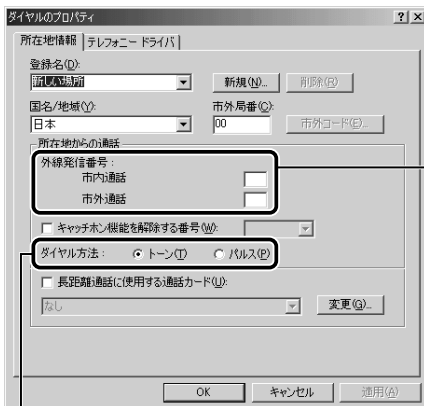 ダイヤルのプロパティ
所在地情報 テレフォニー ドライバ
登録名(D):
新しい場所 新規(N)... 削除(R)
国名/地域(Y): 市外局番(C):
日本 00 市外コード(E)...
所在地からの通話
外線発信番号:
市内通話
市外通話
キャッチホン機能を解除する番号(W):
ダイヤル方法: トーン(T) パルス(P)
長距離通話に使用する通話カード(U):
なし 変更(G)...
OK キャンセル 適用(A)